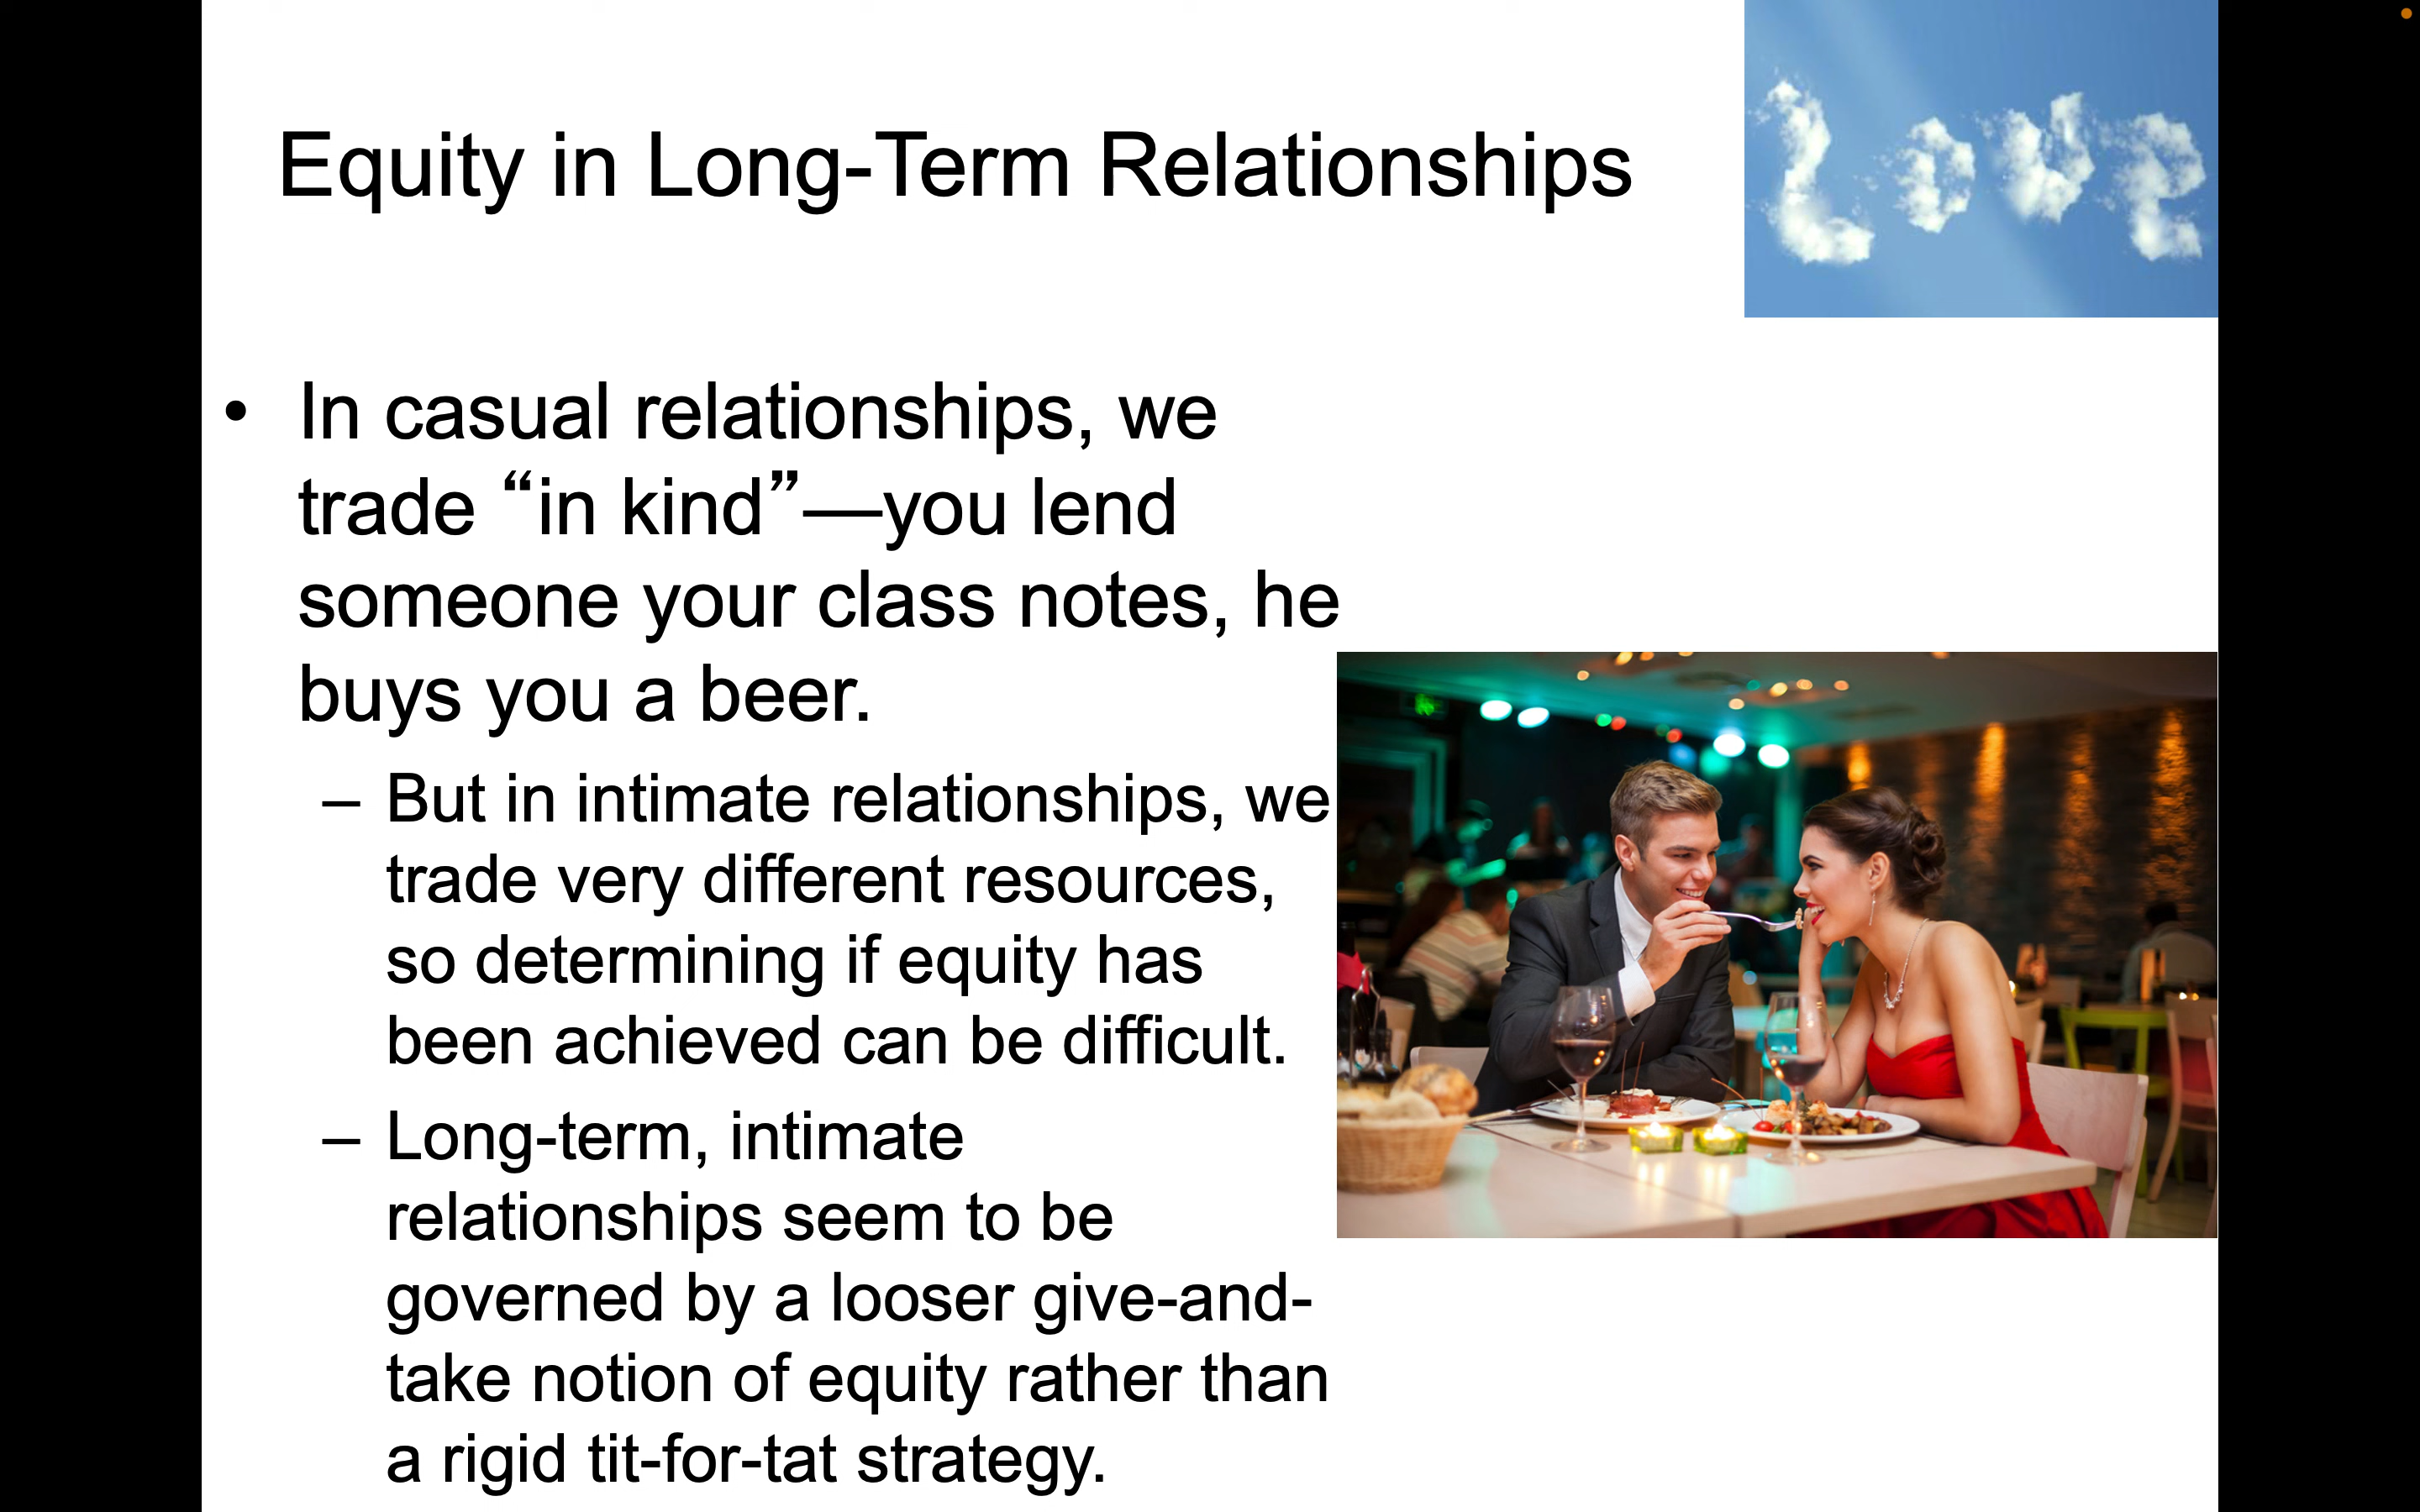 Love
Equity in Long-Term Relationships
• In casual relationships, we
trade “in kind”—you lend
someone your class notes, he
buys you a beer.
– But in intimate relationships, we
trade very different resources,
so determining if equity has
been achieved can be difficult.
– Long-term, intimate
relationships seem to be
governed by a looser give-and-
take notion of equity rather than
a rigid tit-for-tat strategy.